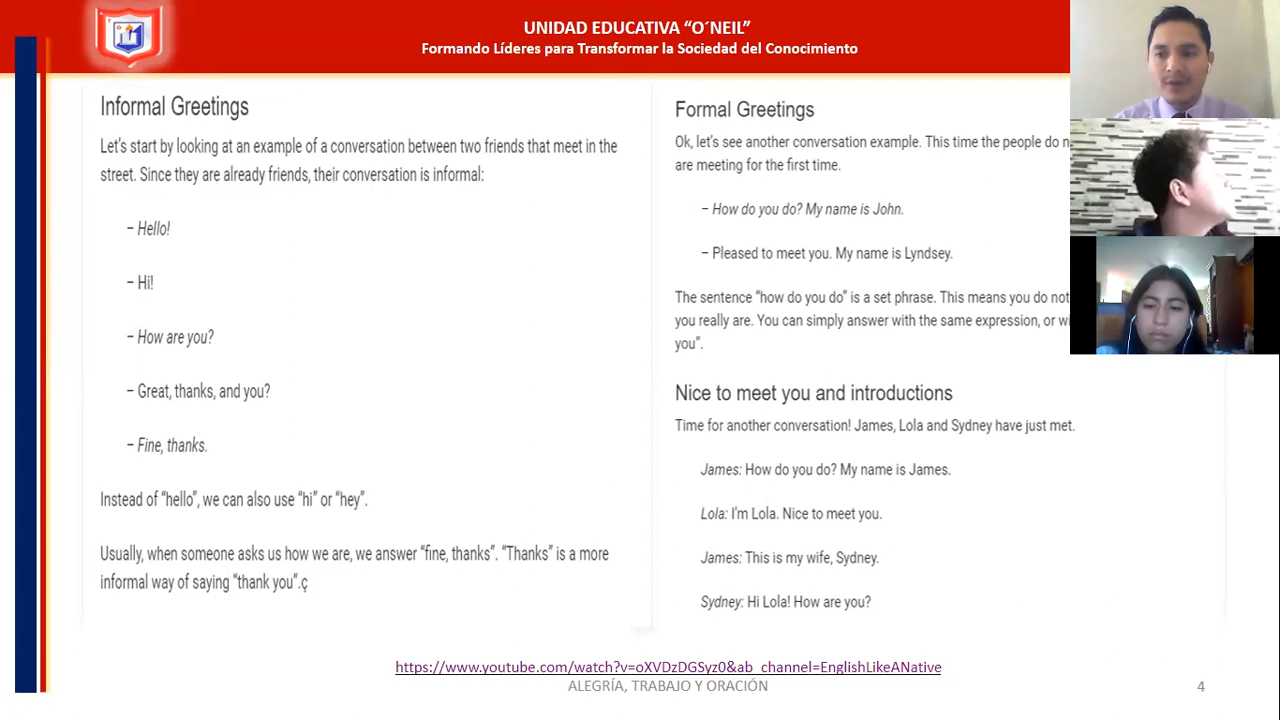 UNIDAD EDUCATIVA “O´NEIL”
Formando Líderes para Transformar la Sociedad del Conocimiento
Informal Greetings
Let's start by looking at an example of a conversation between two friends that meet in the
street. Since they are already friends, their conversation is informal:
– Hello!
– Hi!
– How are you?
– Great, thanks, and you?
– Fine, thanks.
Instead of “hello”, we can also use “hi” or “hey”.
Usually, when someone asks us how we are, we answer “fine, thanks”. “Thanks” is a more
informal way of saying “thank you”.ç
Formal Greetings
Ok, let's see another conversation example. This time the people do
are meeting for the first time.
– How do you do? My name is John.
– Pleased to meet you. My name is Lyndsey.
The sentence “how do you do” is a set phrase. This means you do not
you really are. You can simply answer with the same expression, or
you”.
Nice to meet you and introductions
Time for another conversation! James, Lola and Sydney have just met.
James: How do you do? My name is James.
Lola: I'm Lola. Nice to meet you.
James: This is my wife, Sydney.
Sydney: Hi Lola! How are you?
https://www.youtube.com/watch?v=oXVDzDGSyz0&ab_channel=EnglishLikeANative
ALEGRÍA, TRABAJO Y ORACIÓN
4